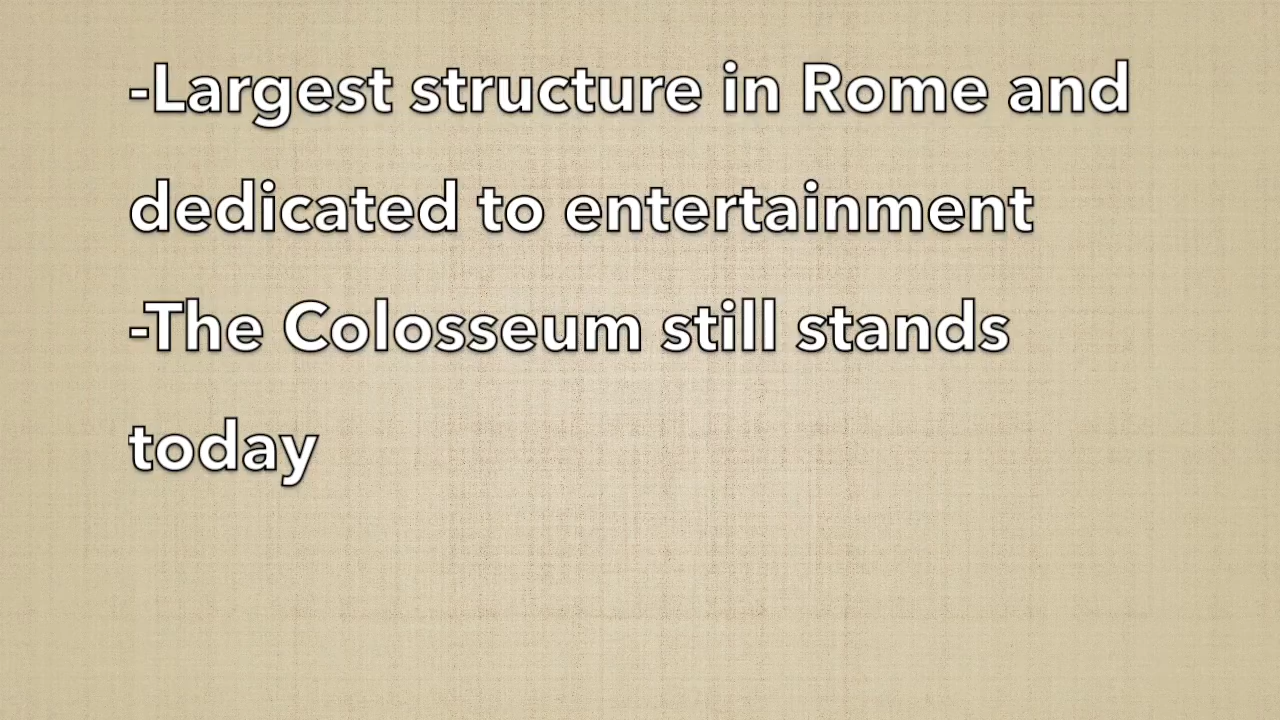 -Largest structure in Rome and
dedicated to entertainment
-The Colosseum still stands
today